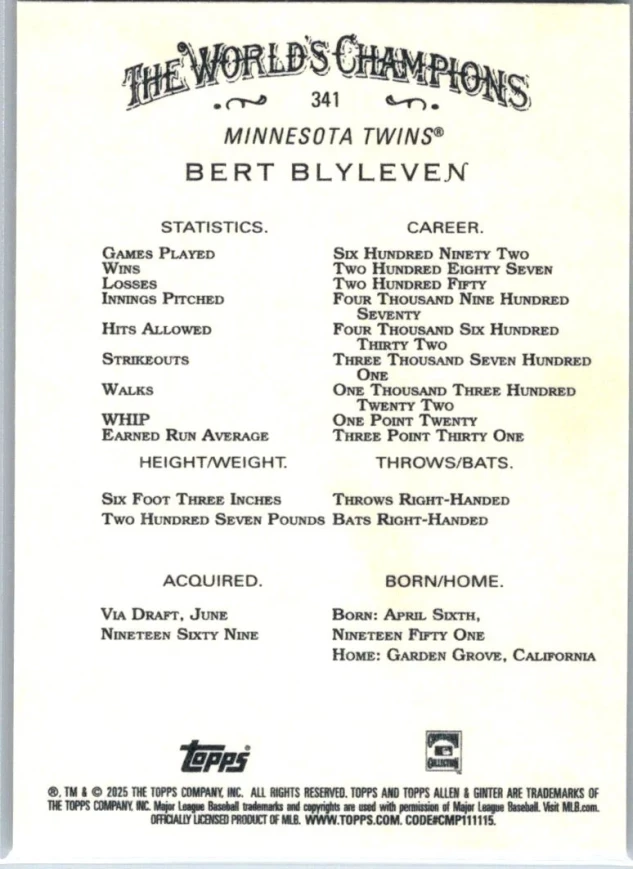 THE WORLD'S CHAMPIONS
341
MINNESOTA TWINS®
BERT BLYLEVEN
STATISTICS. CAREER.
GAMES PLAYED SIX HUNDRED NINETY TWO
WINS TWO HUNDRED EIGHTY SEVEN
LOSSES TWO HUNDRED FIFTY
INNINGS PITCHED FOUR THOUSAND NINE HUNDRED
SEVENTY
HITS ALLOWED FOUR THOUSAND SIX HUNDRED
THIRTY TWO
STRIKEOUTS THREE THOUSAND SEVEN HUNDRED
ONE
WALKS ONE THOUSAND THREE HUNDRED
TWENTY TWO
WHIP ONE POINT TWENTY
EARNED RUN AVERAGE THREE POINT THIRTY ONE
HEIGHT/WEIGHT. THROWS/BATS.
SIX FOOT THREE INCHES THROWS RIGHT-HANDED
TWO HUNDRED SEVEN POUNDS BATS RIGHT-HANDED
ACQUIRED. BORN/HOME.
VIA DRAFT, JUNE BORN: APRIL SIXTH,
NINETEEN SIXTY NINE NINETEEN FIFTY ONE
HOME: GARDEN GROVE, CALIFORNIA
Topps®
COLLECTION
®, TM & © 2025 THE TOPPS COMPANY, INC. ALL RIGHTS RESERVED. TOPPS AND TOPPS ALLEN & GINTER ARE TRADEMARKS OF
THE TOPPS COMPANY, INC. Major League Baseball trademarks and copyrights are used with permission of Major League Baseball. Visit MLB.com.
OFFICIALLY LICENSED PRODUCT OF MLB. WWW.TOPPS.COM. CODE#CMP111115.